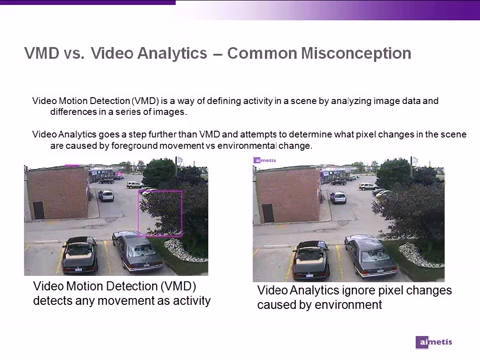 VMD vs. Video Analytics – Common Misconception
Video Motion Detection (VMD) is a way of defining activity in a scene by analyzing image data and
differences in a series of images.
Video Analytics goes a step further than VMD and attempts to determine what pixel changes in the scene
are caused by foreground movement vs environmental change.
aimetis
Video Motion Detection (VMD)
detects any movement as activity
Video Analytics ignore pixel changes
caused by environment
aimetis